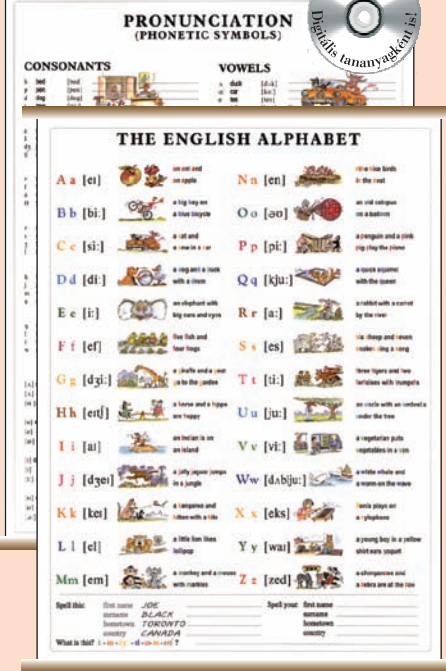 PRONUNCIATION
(PHONETIC SYMBOLS)
Digitális tananyagként is!
CONSONANTS
VOWELS
THE ENGLISH ALPHABET
A a [eɪ]
an ant and
an apple
B b [bi:]
a big boy on
a blue bicycle
C c [si:]
a cat and
a cow in a car
D d [di:]
a dog and a duck
with a drum
E e [i:]
an elephant with
big ears and eyes
F f [ef]
five fish and
four frogs
G g [dʒi:]
a giraffe and a goat
go to the garden
H h [eɪtʃ]
a horse and a hippo
are happy
I i [aɪ]
an Indian is on
an island
J j [dʒeɪ]
a jolly jaguar jumps
in a jungle
K k [keɪ]
a kangaroo and a
kitten with a kite
L l [el]
a little lion likes
lollipop
Mm [em]
a monkey and a mouse
with marbles
N n [en]
nine nice birds
in the nest
O o [əʊ]
an old octopus
on a balloon
P p [pi:]
a penguin and a pink
pig play the piano
Q q [kju:]
a quick squirrel
with the queen
R r [a:]
a rabbit with a carrot
by the river
S s [es]
six sheep and seven
snakes sing a song
T t [ti:]
three tigers and two
tortoises with trumpets
U u [ju:]
an uncle with an umbrella
under the tree
V v [vi:]
a vegetarian puts
vegetables in a van
Ww [dʌblju:]
a white whale and
a worm on the wave
X x [eks]
plays on
a xylophone
Y y [waɪ]
a young boy in a yellow
shirt eats yogurt
Z z [zed]
a chimpanzee and
a zebra are at the zoo
Spell this: first name JOE
surname BLACK
hometown TORONTO
country CANADA
Spell your: first name
surname
hometown
country
What is this?